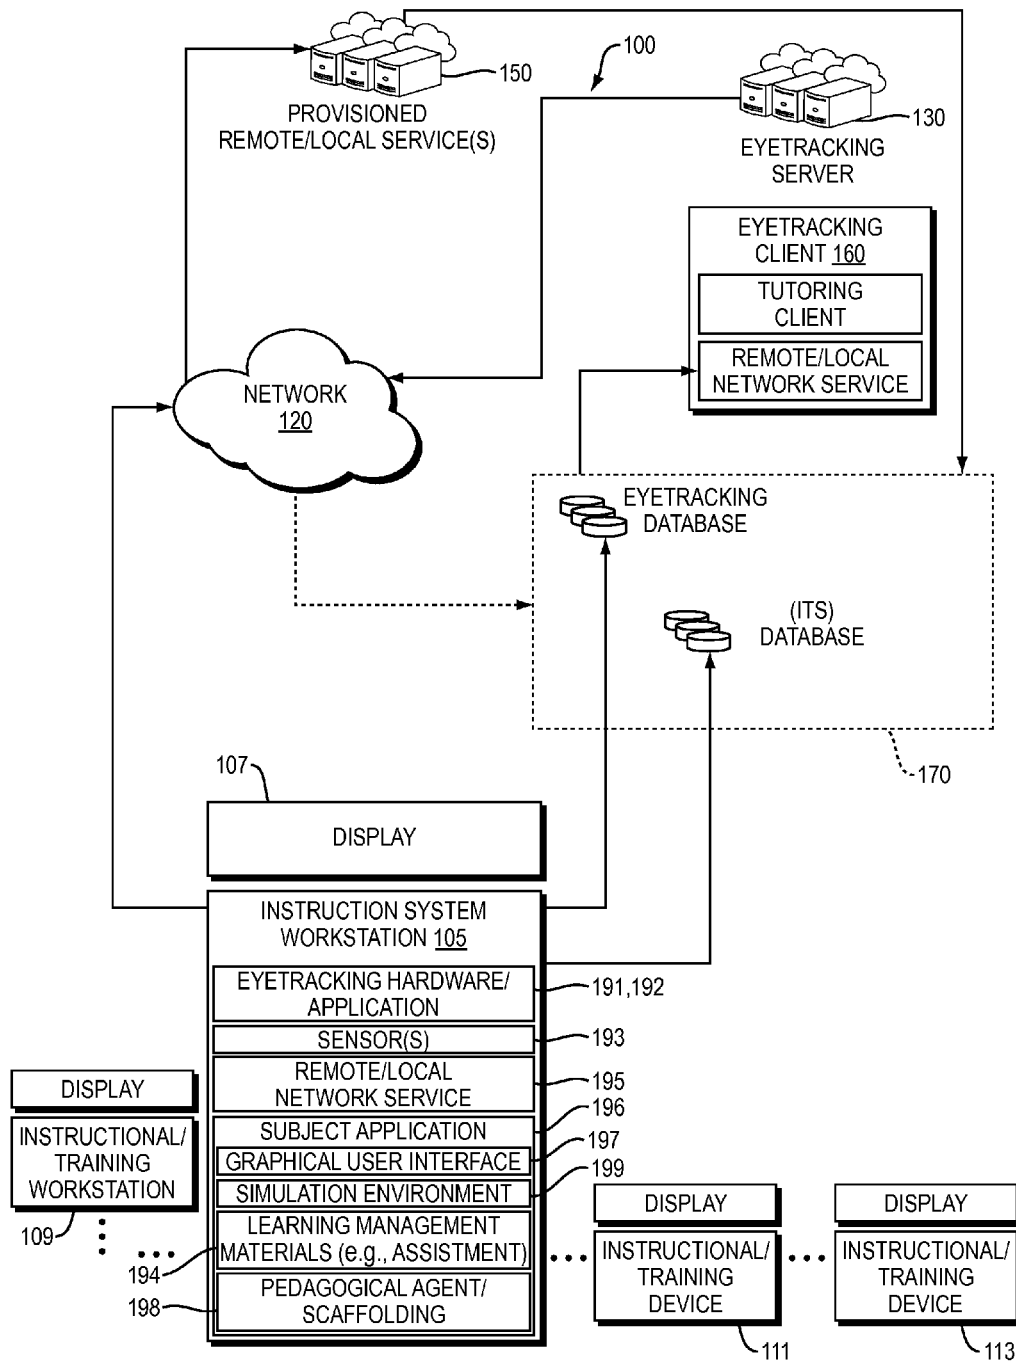 100
150
PROVISIONED
REMOTE/LOCAL SERVICE(S)
130
EYETRACKING
SERVER
EYETRACKING
CLIENT 160
TUTORING
CLIENT
REMOTE/LOCAL
NETWORK SERVICE
NETWORK
120
EYETRACKING
DATABASE
(ITS)
DATABASE
170
107
DISPLAY
INSTRUCTION SYSTEM
WORKSTATION 105
EYETRACKING HARDWARE/
APPLICATION
191,192
SENSOR(S)
193
REMOTE/LOCAL
NETWORK SERVICE
195
SUBJECT APPLICATION
196
GRAPHICAL USER INTERFACE
197
SIMULATION ENVIRONMENT
199
LEARNING MANAGEMENT
MATERIALS (e.g., ASSISTMENT)
194
PEDAGOGICAL AGENT/
SCAFFOLDING
198
DISPLAY
INSTRUCTIONAL/
TRAINING
WORKSTATION
109
DISPLAY
INSTRUCTIONAL/
TRAINING
DEVICE
111
DISPLAY
INSTRUCTIONAL/
TRAINING
DEVICE
113